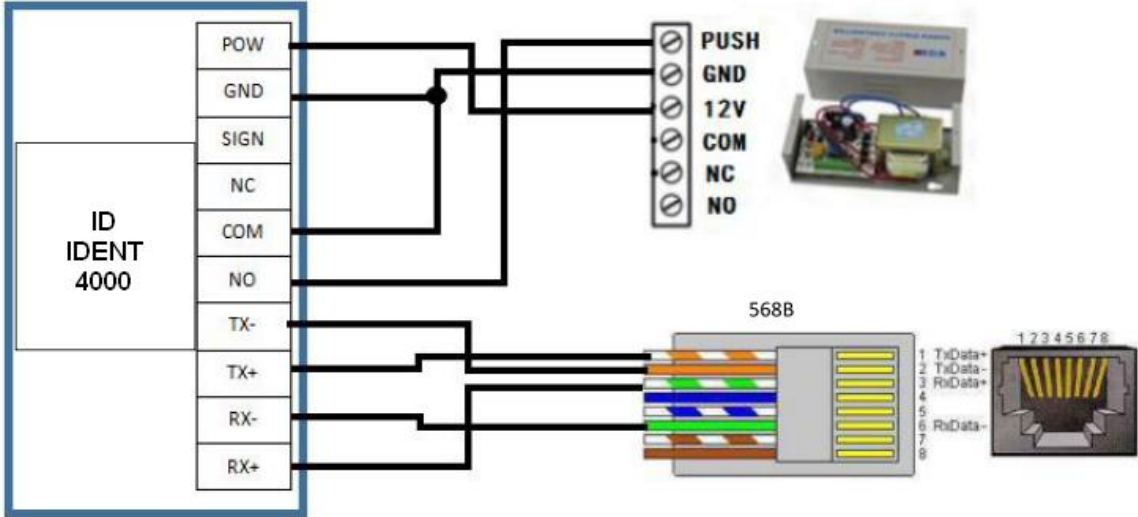 POW
GND
SIGN
NC
COM
NO
TX-
TX+
RX-
RX+
ID
IDENT
4000
PUSH
GND
12V
COM
NC
NO
568B
1 TxData+
2 TxData-
3 RxData+
4
5
6 RxData-
7
8
1 2 3 4 5 6 7 8